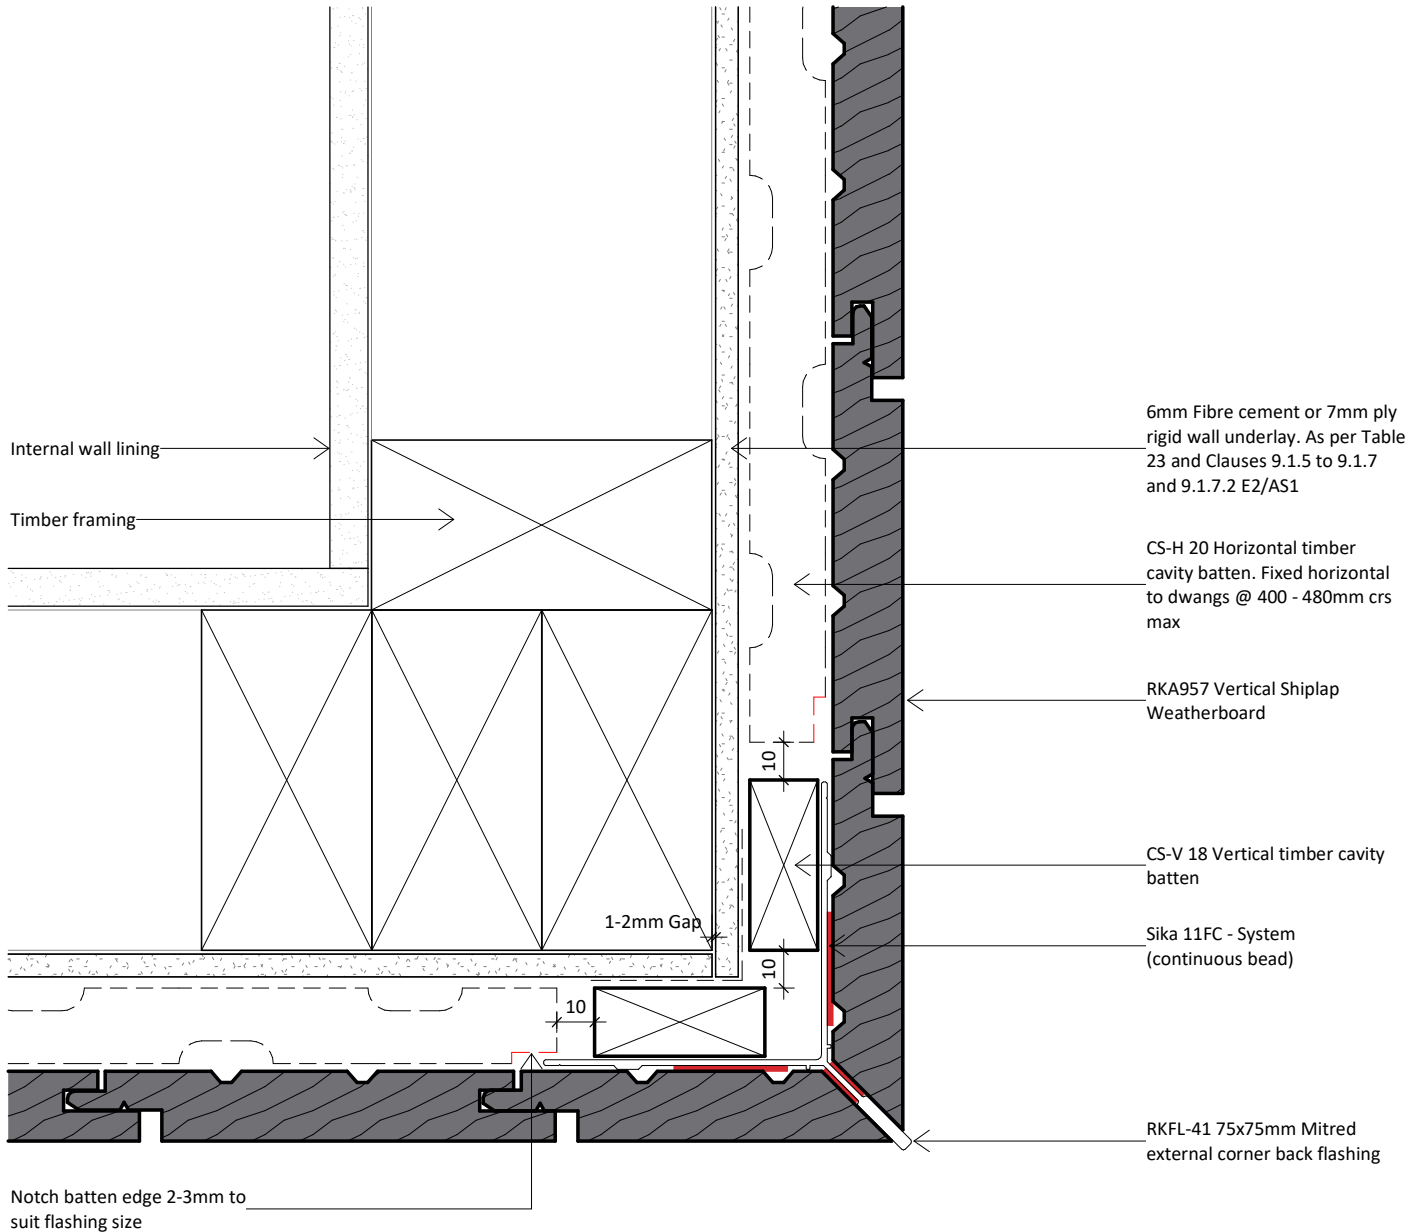 Internal wall lining
Timber framing
6mm Fibre cement or 7mm ply
rigid wall underlay. As per Table
23 and Clauses 9.1.5 to 9.1.7
and 9.1.7.2 E2/AS1
CS-H 20 Horizontal timber
cavity batten. Fixed horizontal
to dwangs @ 400 - 480mm crs
max
RKA957 Vertical Shiplap
Weatherboard
10
CS-V 18 Vertical timber cavity
batten
1-2mm Gap
Sika 11FC - System
(continuous bead)
10
10
RKFL-41 75x75mm Mitred
external corner back flashing
Notch batten edge 2-3mm to
suit flashing size